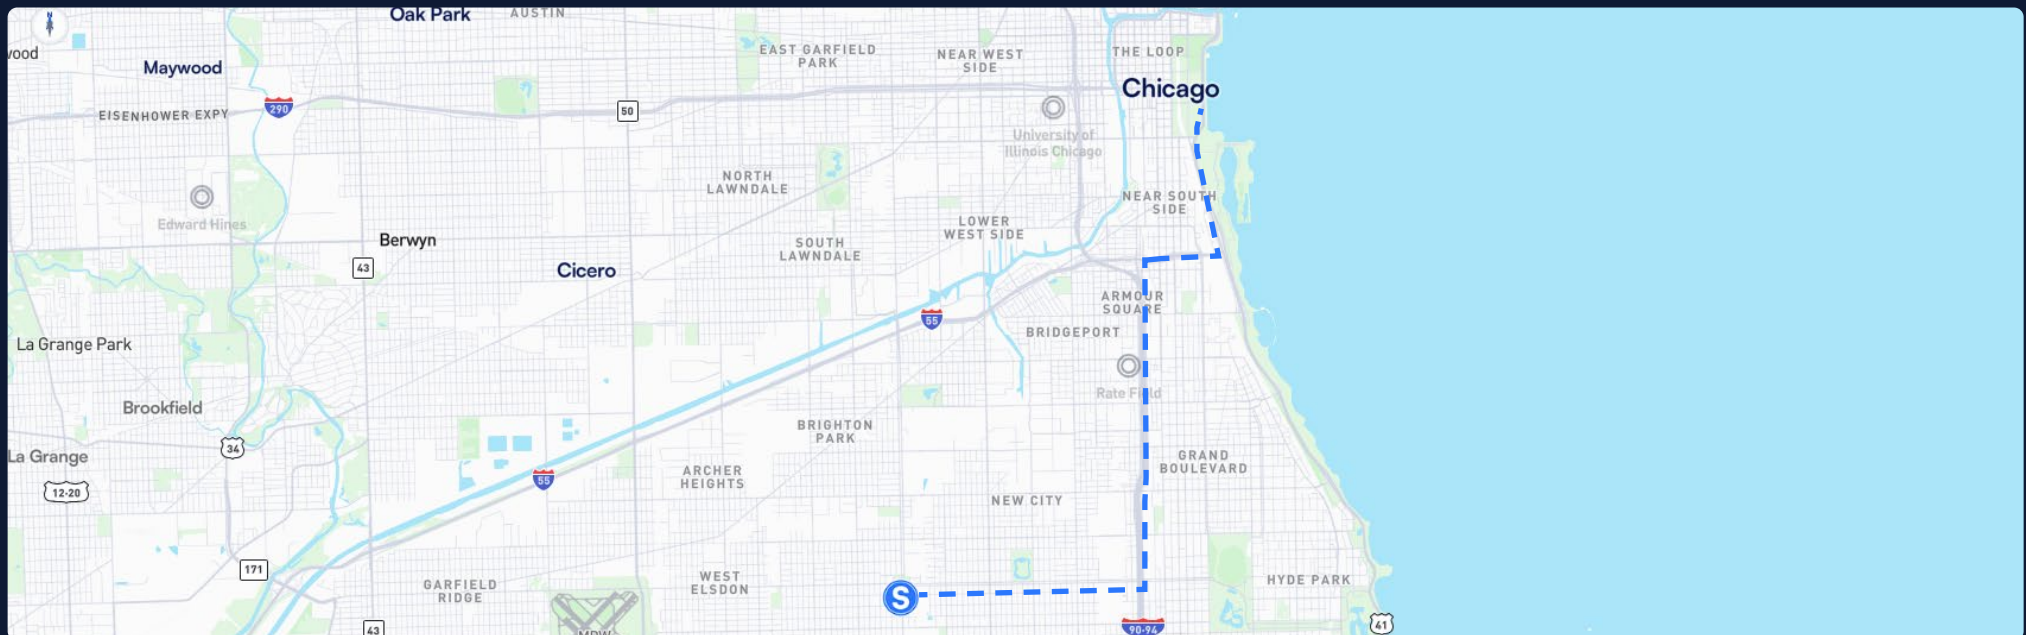 Oak Park
AUSTIN
wood
Maywood
EAST GARFIELD
PARK
NEAR WEST
SIDE
THE LOOP
Chicago
EISENHOWER EXPY
290
50
University of
Illinois Chicago
NORTH
LAWNDALE
NEAR SOUTH
SIDE
Edward Hines
LOWER
WEST SIDE
Berwyn
SOUTH
LAWNDALE
43
Cicero
ARMOUR
SQUARE
55
BRIDGEPORT
La Grange Park
Rate Field
Brookfield
BRIGHTON
PARK
34
La Grange
GRAND
BOULEVARD
ARCHER
HEIGHTS
55
12-20
NEW CITY
171
GARFIELD
RIDGE
WEST
ELSDON
S
HYDE PARK
43
MDW
90-94
41